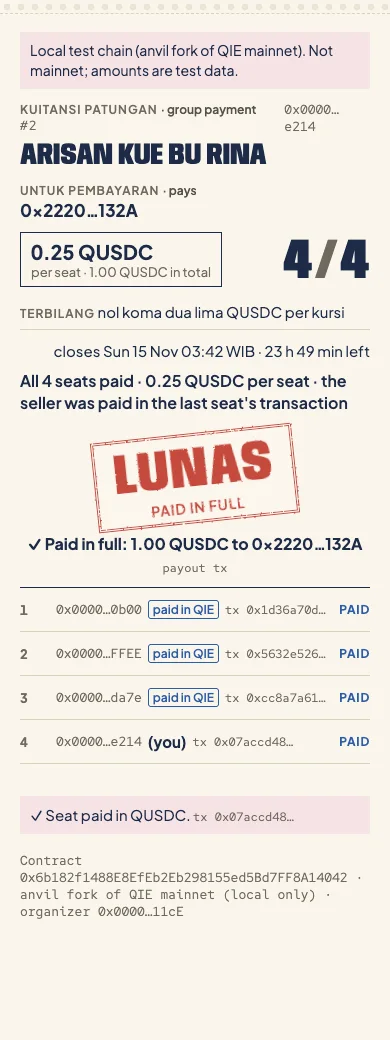 Local test chain (anvil fork of QIE mainnet). Not
mainnet; amounts are test data.
KUITANSI PATUNGAN · group payment
#2
0x0000…
e214
ARISAN KUE BU RINA
UNTUK PEMBAYARAN · pays
0x2220…132A
0.25 QUSDC
per seat · 1.00 QUSDC in total
4/4
TERBILANG nol koma dua lima QUSDC per kursi
closes Sun 15 Nov 03:42 WIB · 23 h 49 min left
All 4 seats paid · 0.25 QUSDC per seat · the
seller was paid in the last seat's transaction
LUNAS
PAID IN FULL
✓ Paid in full: 1.00 QUSDC to 0x2220…132A
payout tx
1 0x0000…0b00 paid in QIE tx 0x1d36a70d… PAID
2 0x0000…FFEE paid in QIE tx 0x5632e526… PAID
3 0x0000…da7e paid in QIE tx 0xcc8a7a61… PAID
4 0x0000…e214 (you) tx 0x07accd48… PAID
✓ Seat paid in QUSDC. tx 0x07accd48…
Contract
0x6b182f1488E8EfEb2Eb298155ed5Bd7FF8A14042 ·
anvil fork of QIE mainnet (local only) ·
organizer 0x0000…11cE